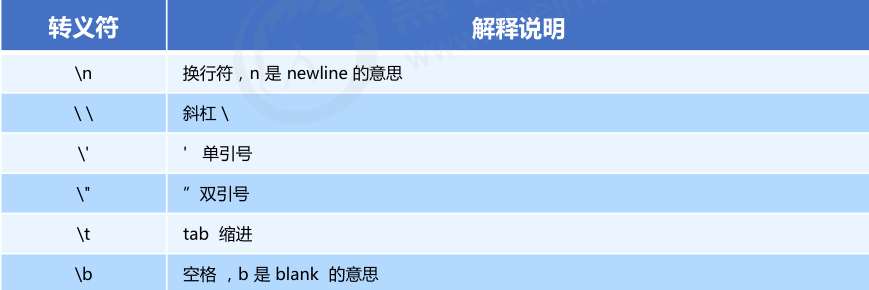 转义符 解释说明
\n 换行符，n 是 newline 的意思
\ \ 斜杠 \
\' ' 单引号
\" ”双引号
\t tab 缩进
\b 空格 ，b 是 blank 的意思